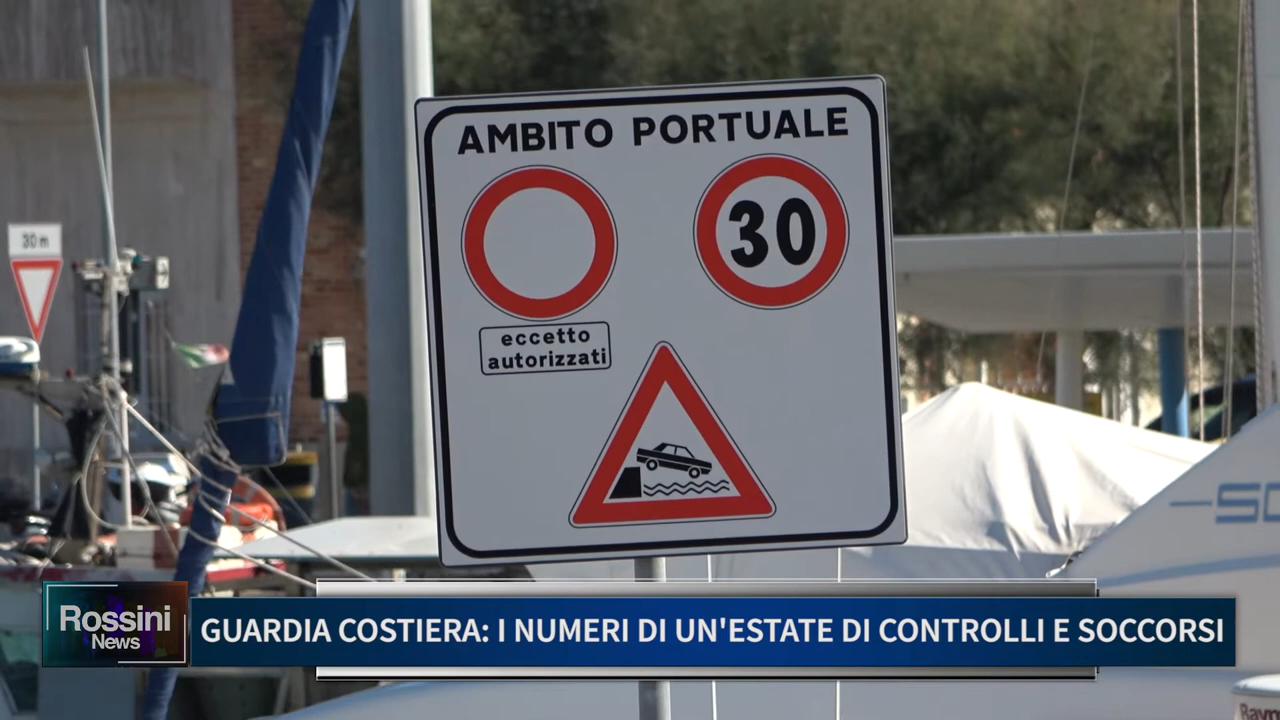 AMBITO PORTUALE
30
eccetto
autorizzati
30 m
Rossini
News
GUARDIA COSTIERA: I NUMERI DI UN'ESTATE DI CONTROLLI E SOCCORSI